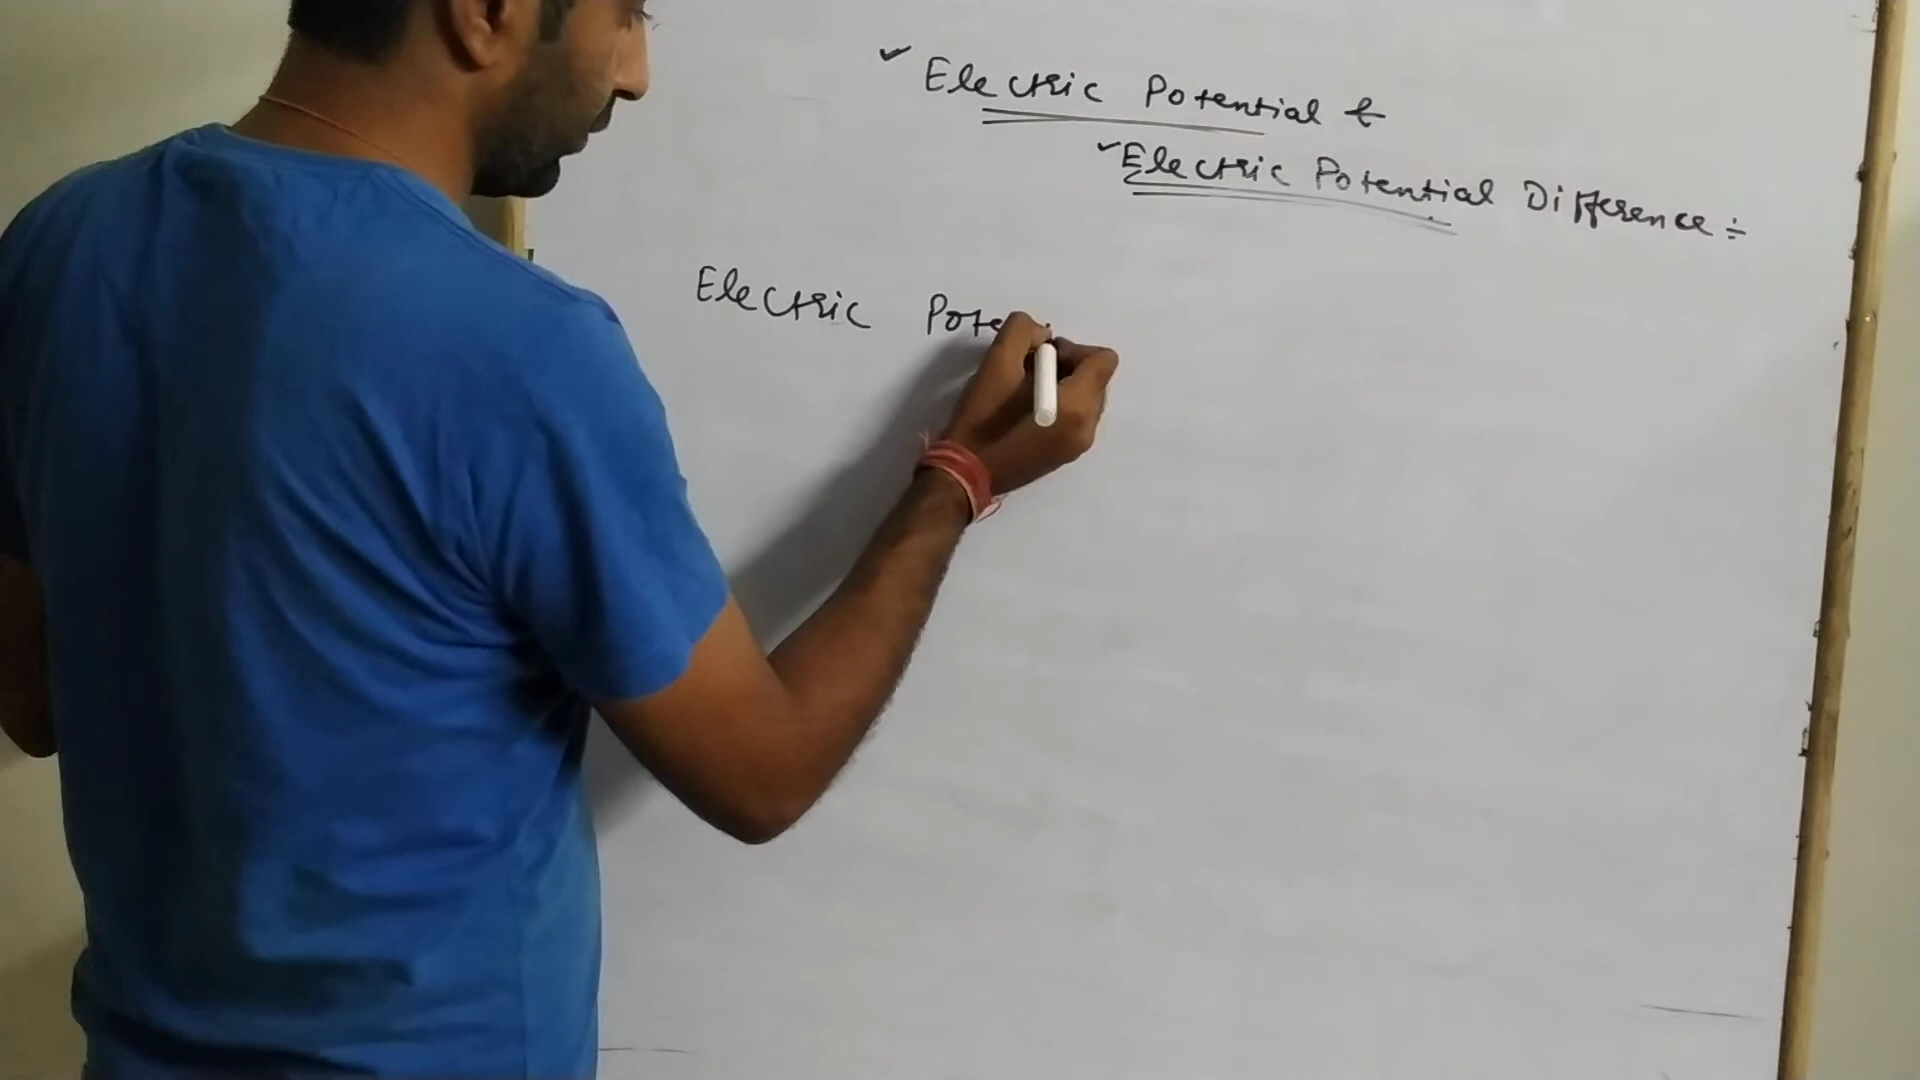 ✓ Electric Potential &
✓ Electric Potential Difference ÷
Electric Pote